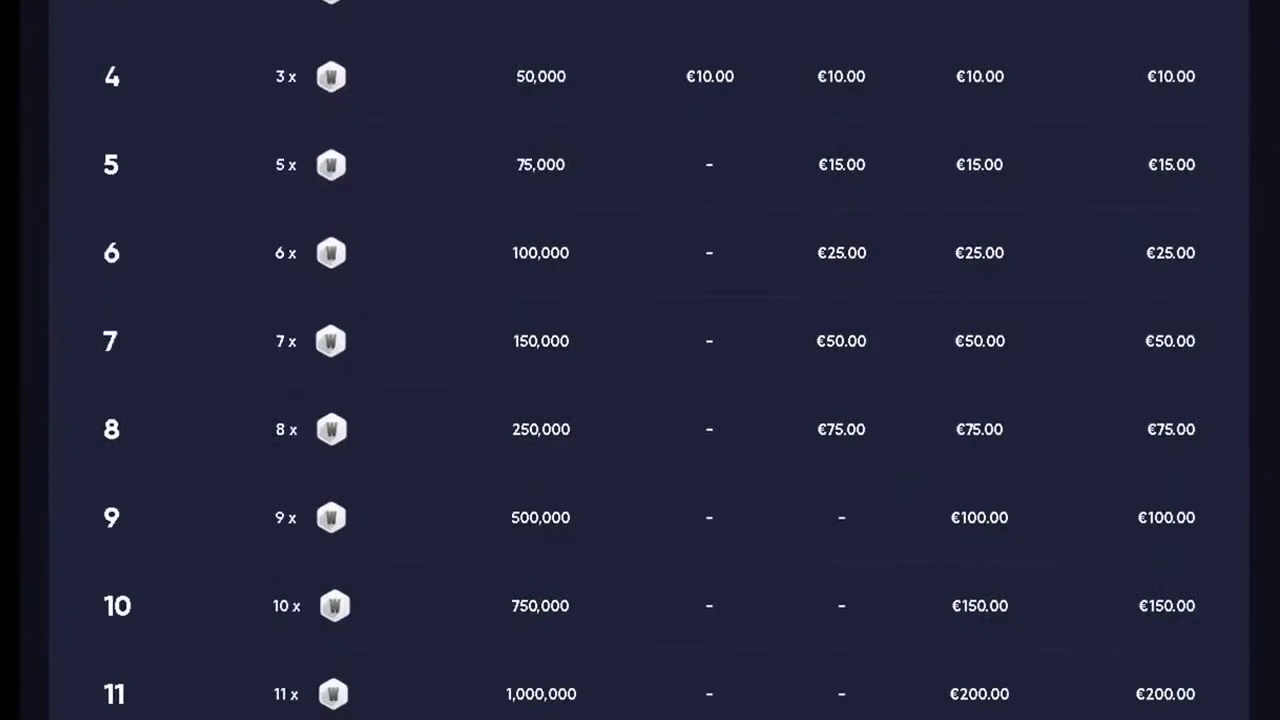 4 3 x W 50,000 €10.00 €10.00 €10.00 €10.00
5 5 x W 75,000 - €15.00 €15.00 €15.00
6 6 x W 100,000 - €25.00 €25.00 €25.00
7 7 x W 150,000 - €50.00 €50.00 €50.00
8 8 x W 250,000 - €75.00 €75.00 €75.00
9 9 x W 500,000 - - €100.00 €100.00
10 10 x W 750,000 - - €150.00 €150.00
11 11 x W 1,000,000 - - €200.00 €200.00